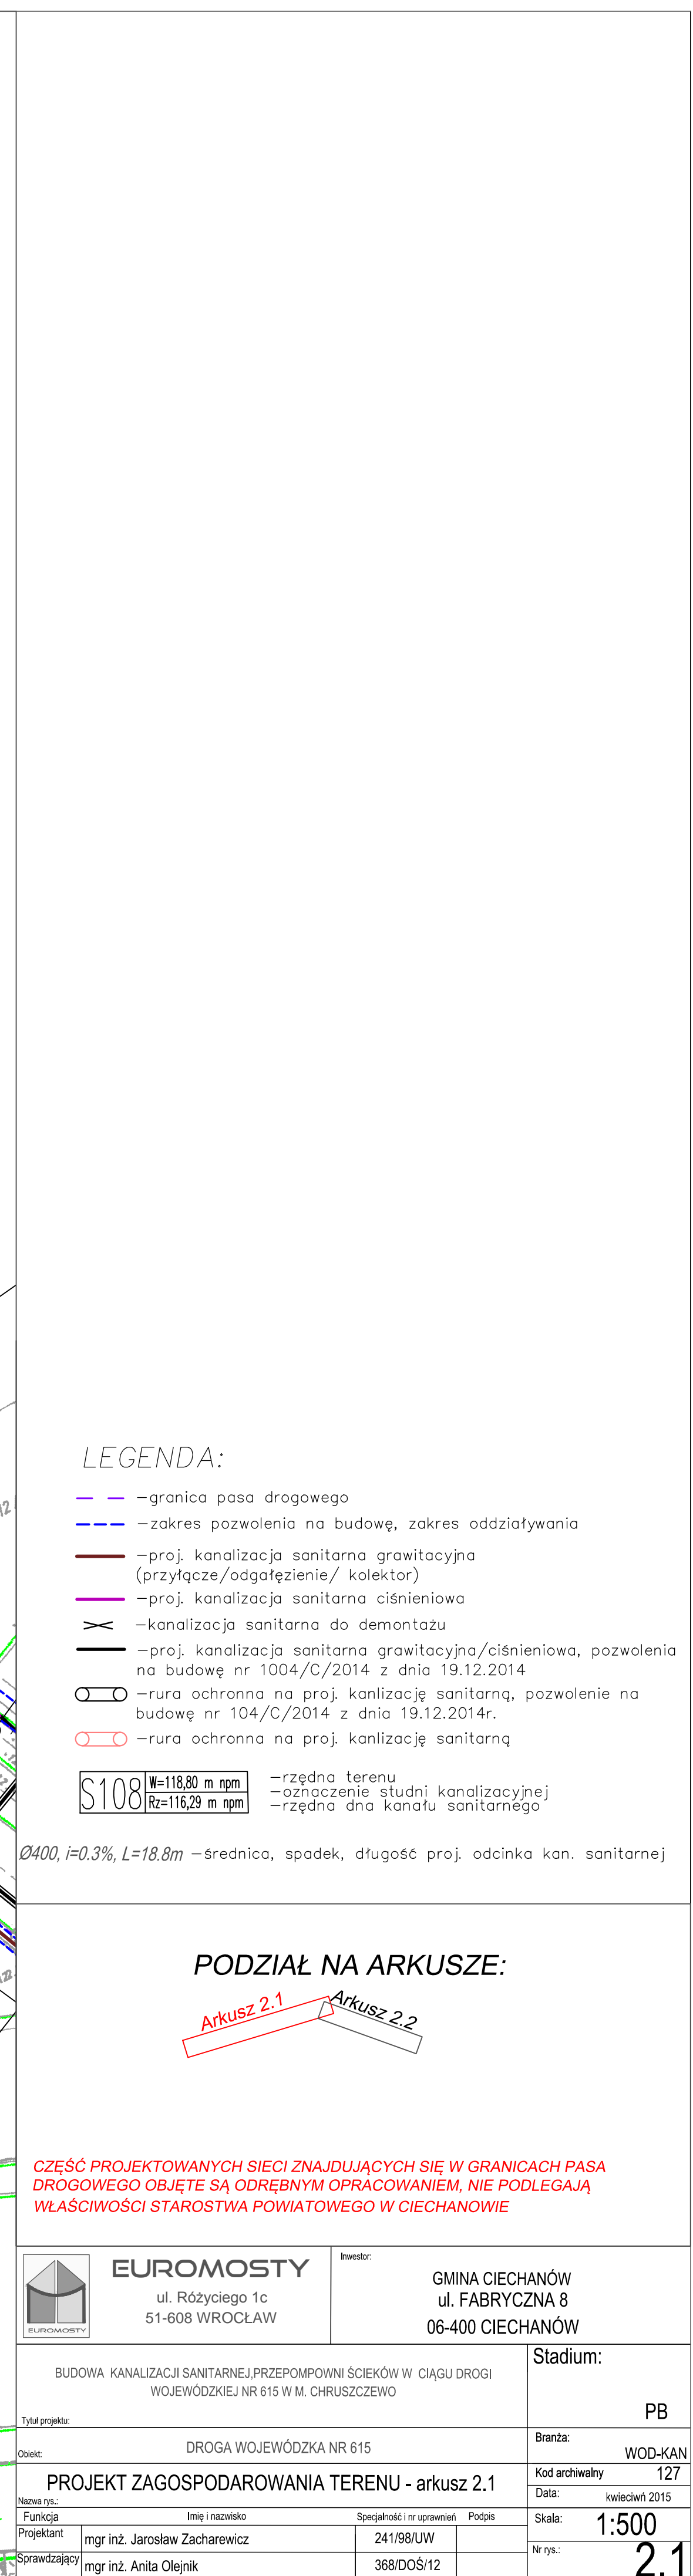 LEGENDA:
-granica pasa drogowego
-zakres pozwolenia na budowę, zakres oddziaływania
-proj. kanalizacja sanitarna grawitacyjna
(przyłącze/odgałęzienie/ kolektor)
-proj. kanalizacja sanitarna ciśnieniowa
-kanalizacja sanitarna do demontażu
-proj. kanalizacja sanitarna grawitacyjna/ciśnieniowa, pozwolenia
na budowę nr 1004/C/2014 z dnia 19.12.2014
-rura ochronna na proj. kanlizację sanitarną, pozwolenie na
budowę nr 104/C/2014 z dnia 19.12.2014r.
-rura ochronna na proj. kanlizację sanitarną
S108
W=118,80 m npm
Rz=116,29 m npm
-rzędna terenu
-oznaczenie studni kanalizacyjnej
-rzędna dna kanału sanitarnego
Ø400, i=0.3%, L=18.8m -średnica, spadek, długość proj. odcinka kan. sanitarnej
PODZIAŁ NA ARKUSZE:
Arkusz 2.1
Arkusz 2.2
CZĘŚĆ PROJEKTOWANYCH SIECI ZNAJDUJĄCYCH SIĘ W GRANICACH PASA
DROGOWEGO OBJĘTE SĄ ODRĘBNYM OPRACOWANIEM, NIE PODLEGAJĄ
WŁAŚCIWOŚCI STAROSTWA POWIATOWEGO W CIECHANOWIE
EUROMOSTY
EUROMOSTY
ul. Różyciego 1c
51-608 WROCŁAW
Inwestor:
GMINA CIECHANÓW
ul. FABRYCZNA 8
06-400 CIECHANÓW
BUDOWA KANALIZACJI SANITARNEJ,PRZEPOMPOWNI ŚCIEKÓW W CIĄGU DROGI
WOJEWÓDZKIEJ NR 615 W M. CHRUSZCZEWO
Tytuł projektu:
Stadium:
PB
Obiekt:
DROGA WOJEWÓDZKA NR 615
Branża:
WOD-KAN
PROJEKT ZAGOSPODAROWANIA TERENU - arkusz 2.1
Nazwa rys.:
Kod archiwalny 127
Data: kwieciwń 2015
Funkcja Imię i nazwisko Specjalność i nr uprawnień Podpis
Skala: 1:500
Projektant mgr inż. Jarosław Zacharewicz 241/98/UW
Sprawdzający mgr inż. Anita Olejnik 368/DOŚ/12
Nr rys.: 2.1